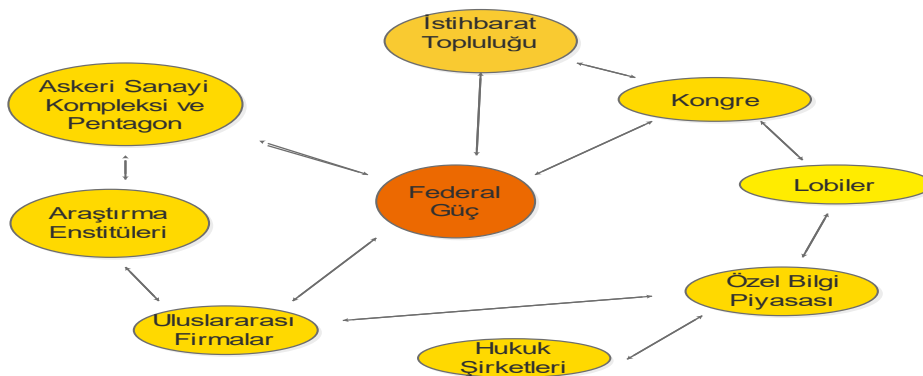 İstihbarat
Topluluğu
Askeri Sanayi
Kompleksi ve
Pentagon
Kongre
Federal
Güç
Lobiler
Araştırma
Enstitüleri
Özel Bilgi
Piyasası
Uluslararası
Firmalar
Hukuk
Şirketleri